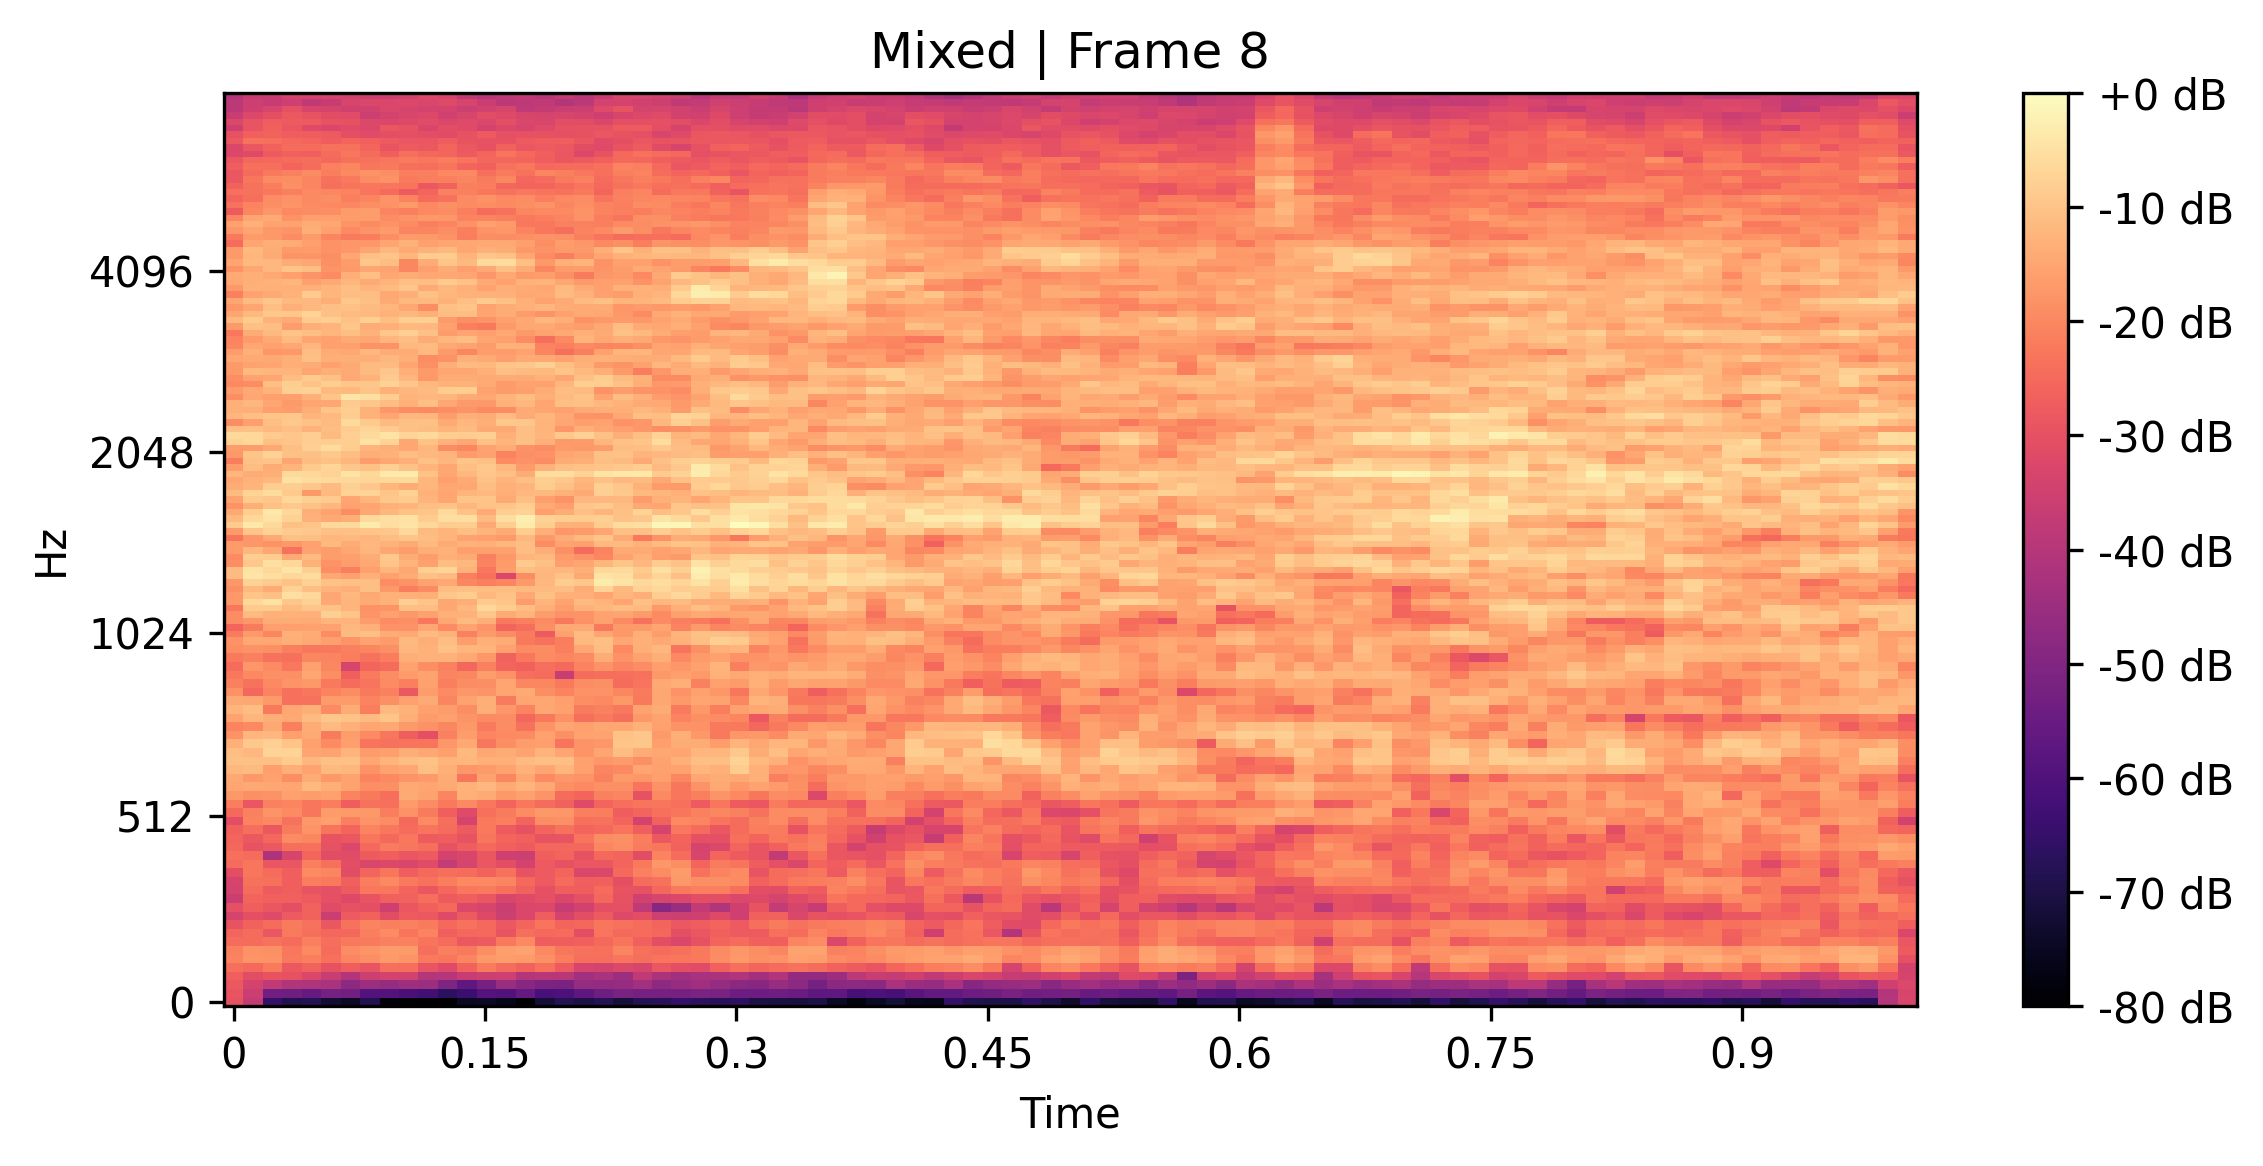 Mixed | Frame 8
Hz
4096
2048
1024
512
0
0 0.15 0.3 0.45 0.6 0.75 0.9
Time
+0 dB
-10 dB
-20 dB
-30 dB
-40 dB
-50 dB
-60 dB
-70 dB
-80 dB